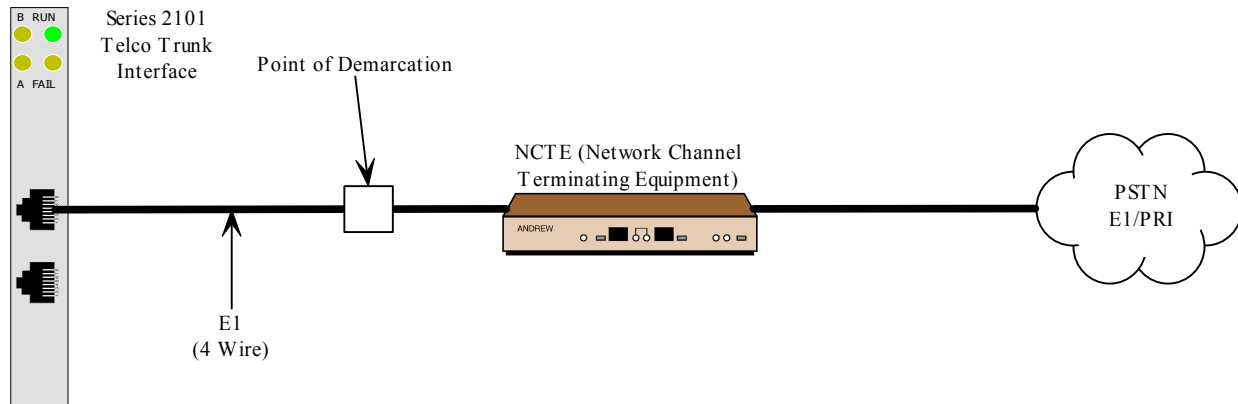 B RUN
A FAIL
Series 2101
Telco Trunk
Interface
Point of Demarcation
E1
(4 Wire)
NCTE (Network Channel
Terminating Equipment)
ANDREW
PSTN
E1/PRI
12345678